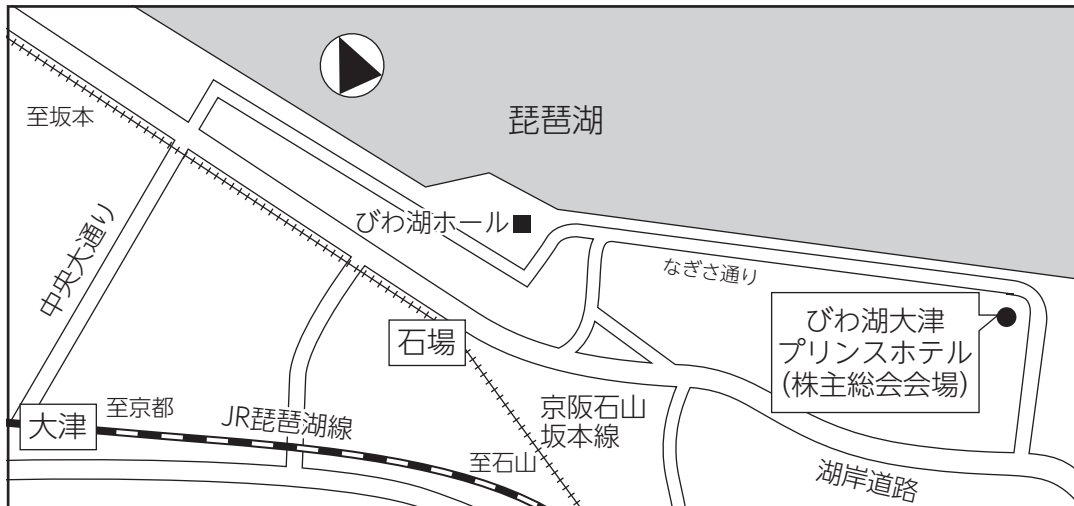 琵琶湖
至坂本
びわ湖ホール
中央大通り
なぎさ通り
びわ湖大津
プリンスホテル
(株主総会会場)
石場
大津
至京都
JR琵琶湖線
京阪石山
坂本線
至石山
湖岸道路